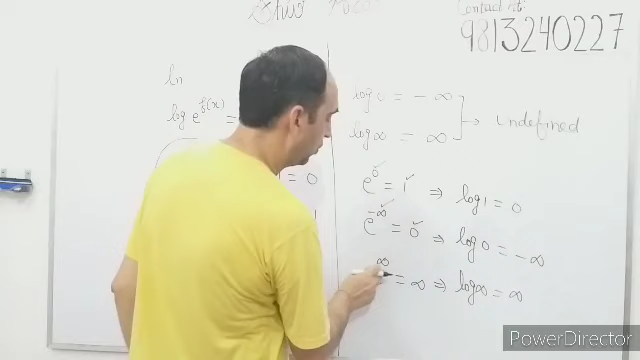 Contact at:
9813240227
ln
log e^f(x) =
= 0
log 0 = - ∞
log ∞ = ∞
→ undefined
e^0 = 1 ⇒ log 1 = 0
e^-∞ = 0 ⇒ log 0 = - ∞
∞ = ∞ ⇒ log ∞ = ∞
PowerDirector